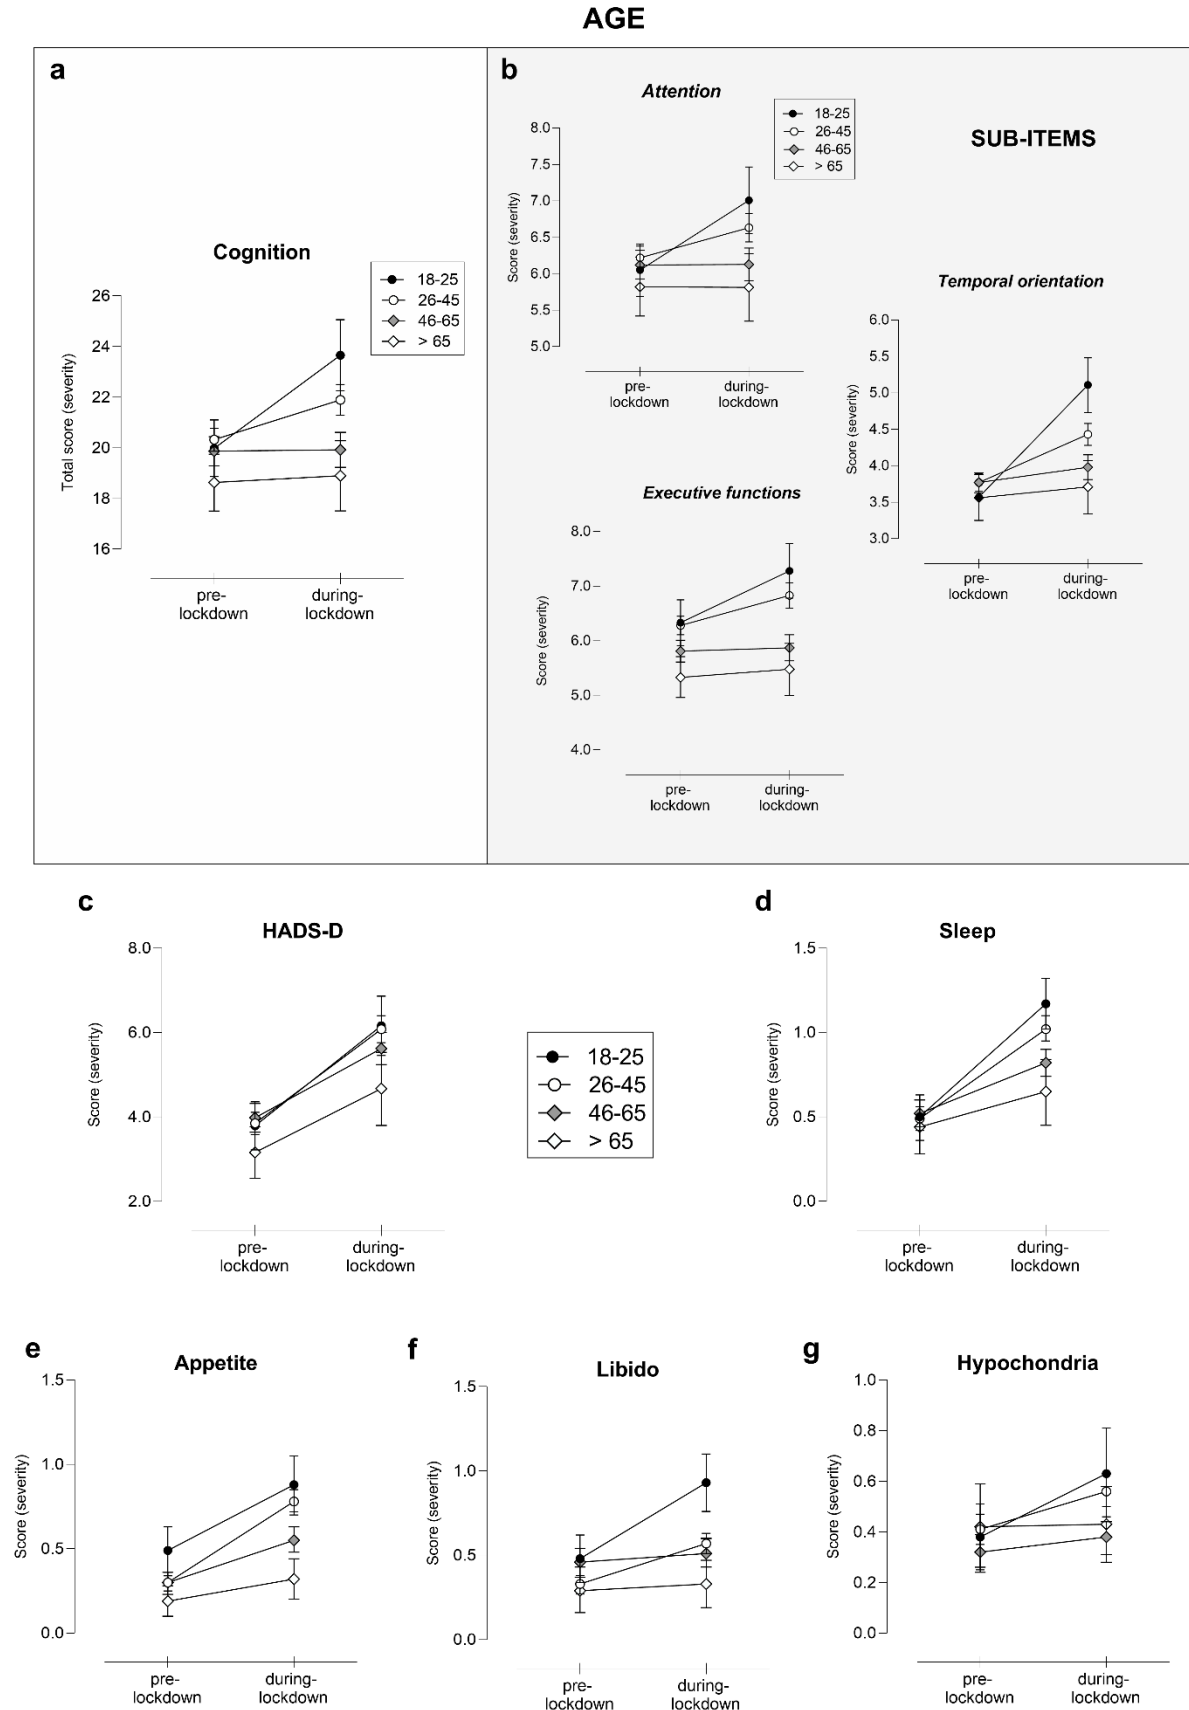 AGE
a
Cognition
18-25
26-45
46-65
> 65
Total score (severity)
26
24
22
20
18
16
pre-
lockdown
during-
lockdown
b
SUB-ITEMS
Attention
18-25
26-45
46-65
> 65
Score (severity)
8.0
7.5
7.0
6.5
6.0
5.5
5.0
pre-
lockdown
during-
lockdown
Temporal orientation
Score (severity)
6.0
5.5
5.0
4.5
4.0
3.5
3.0
pre-
lockdown
during-
lockdown
Executive functions
Score (severity)
8.0
7.0
6.0
5.0
4.0
pre-
lockdown
during-
lockdown
c
HADS-D
Score (severity)
8.0
6.0
4.0
2.0
pre-
lockdown
during-
lockdown
18-25
26-45
46-65
> 65
d
Sleep
Score (severity)
1.5
1.0
0.5
0.0
pre-
lockdown
during-
lockdown
e
Appetite
Score (severity)
1.5
1.0
0.5
0.0
pre-
lockdown
during-
lockdown
f
Libido
Score (severity)
1.5
1.0
0.5
0.0
pre-
lockdown
during-
lockdown
g
Hypochondria
Score (severity)
1.0
0.8
0.6
0.4
0.2
0.0
pre-
lockdown
during-
lockdown